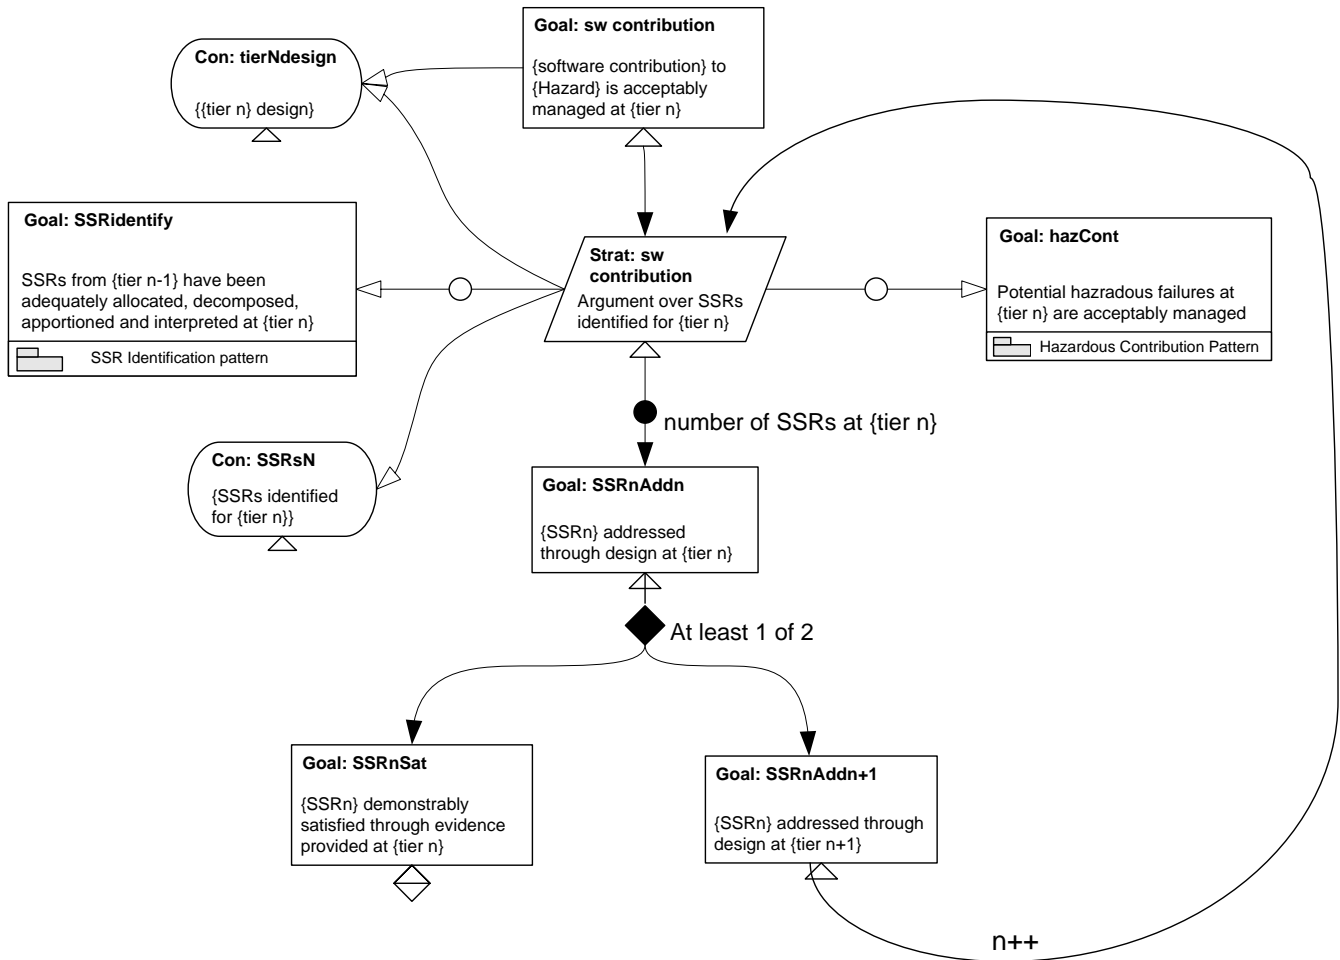 Goal: sw contribution
{software contribution} to
{Hazard} is acceptably
managed at {tier n}
Con: tierNdesign
{{tier n} design}
Goal: SSRidentify
SSRs from {tier n-1} have been
adequately allocated, decomposed,
apportioned and interpreted at {tier n}
SSR Identification pattern
Strat: sw
contribution
Argument over SSRs
identified for {tier n}
Goal: hazCont
Potential hazradous failures at
{tier n} are acceptably managed
Hazardous Contribution Pattern
number of SSRs at {tier n}
Con: SSRsN
{SSRs identified
for {tier n}}
Goal: SSRnAddn
{SSRn} addressed
through design at {tier n}
At least 1 of 2
Goal: SSRnSat
{SSRn} demonstrably
satisfied through evidence
provided at {tier n}
Goal: SSRnAddn+1
{SSRn} addressed through
design at {tier n+1}
n++